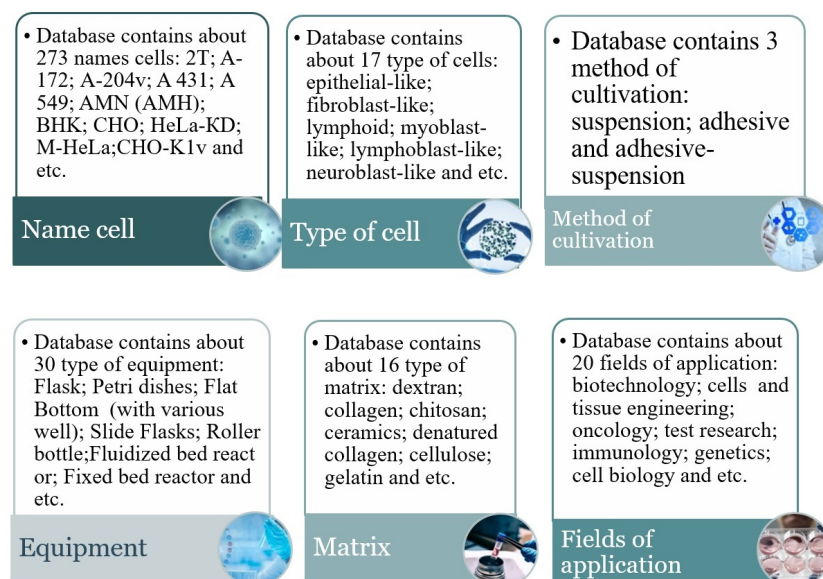 • Database contains about
273 names cells: 2T; A-
172; A-204v; A 431; A
549; AMN (AMH);
BHK; CHO; HeLa-KD;
M-HeLa;CHO-K1v and
etc.
Name cell
• Database contains
about 17 type of cells:
epithelial-like;
fibroblast-like;
lymphoid; myoblast-
like; lymphoblast-like;
neuroblast-like and etc.
Type of cell
• Database contains 3
method of
cultivation:
suspension; adhesive
and adhesive-
suspension
Method of
cultivation
• Database contains about
30 type of equipment:
Flask; Petri dishes; Flat
Bottom (with various
well); Slide Flasks; Roller
bottle;Fluidized bed react
or; Fixed bed reactor and
etc.
Equipment
• Database contains
about 16 type of
matrix: dextran;
collagen; chitosan;
ceramics; denatured
collagen; cellulose;
gelatin and etc.
Matrix
• Database contains about
20 fields of application:
biotechnology; cells and
tissue engineering;
oncology; test research;
immunology; genetics;
cell biology and etc.
Fields of
application